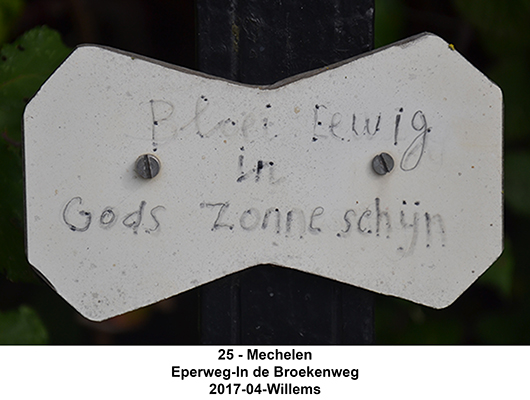 Bloei Eewig
in
Gods Zonneschijn
25 - Mechelen
Eperweg-In de Broekenweg
2017-04-Willems